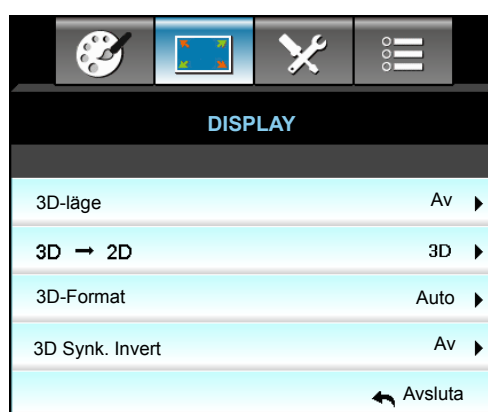 DISPLAY
3D-läge Av
3D → 2D 3D
3D-Format Auto
3D Synk. Invert Av
Avsluta